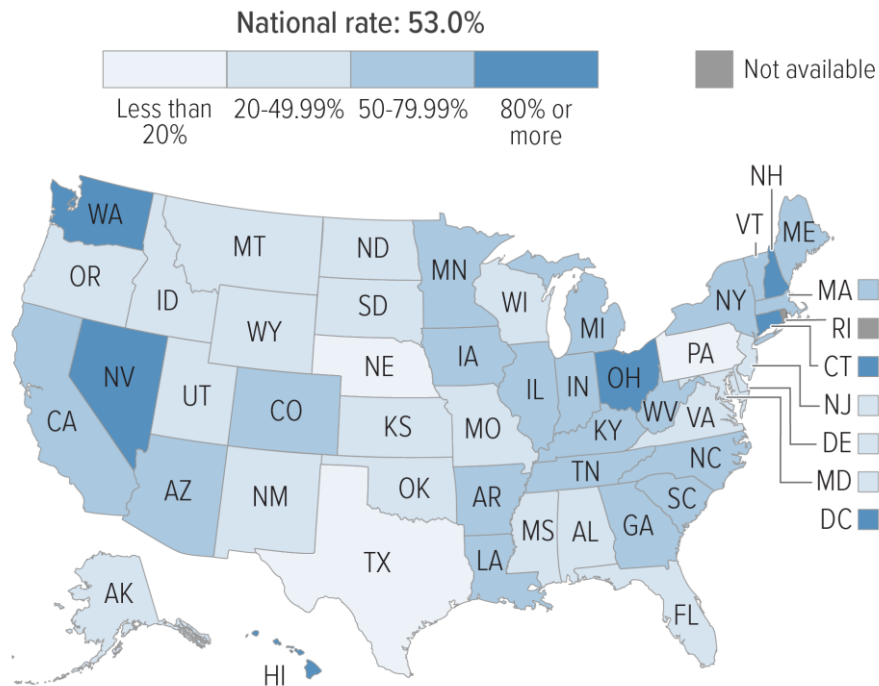 National rate: 53.0%
Not available
Less than
20%
20-49.99%
50-79.99%
80% or
more
NH
VT
ME
WA
MT
ND
MN
OR
ID
SD
WI
NY
MA
WY
MI
RI
NE
IA
PA
CT
NV
UT
IL
IN
OH
NJ
CA
CO
KS
MO
WV
VA
DE
KY
MD
AZ
NM
OK
AR
TN
NC
SC
DC
TX
LA
MS
AL
GA
AK
FL
HI